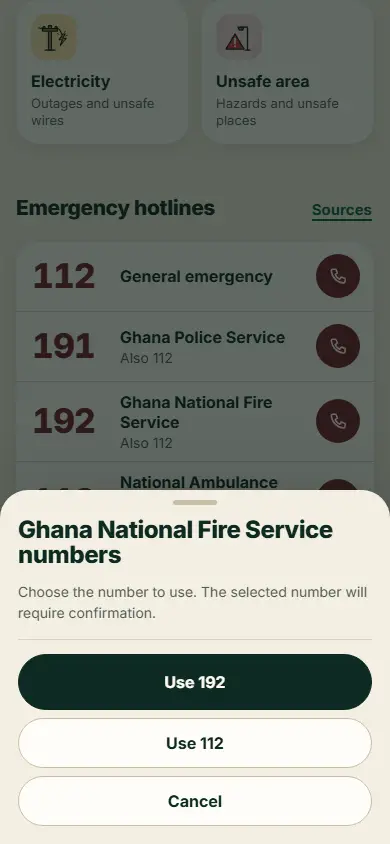 Electricity
Outages and unsafe
wires
Unsafe area
Hazards and unsafe
places
Emergency hotlines
Sources
112
General emergency
191
Ghana Police Service
Also 112
192
Ghana National Fire
Service
Also 112
National Ambulance
Ghana National Fire Service
numbers
Choose the number to use. The selected number will
require confirmation.
Use 192
Use 112
Cancel